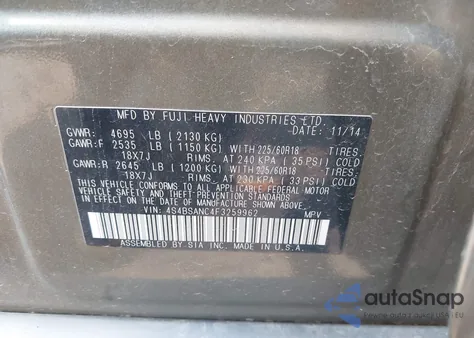 MFD BY FUJI HEAVY INDUSTRIES LTD.
DATE: 11/14
GVWR: 4695 LB (2130 KG)
GAWR:F 2535 LB (1150 KG) WITH 225/60R18 TIRES
18X7J RIMS, AT 240 KPA (35 PSI) COLD
GAWR:R 2645 LB (1200 KG) WITH 225/60R18 TIRES
18X7J RIMS, AT 230 KPA (33 PSI) COLD
THIS VEHICLE CONFORMS TO ALL APPLICABLE FEDERAL MOTOR
VEHICLE SAFETY AND THEFT PREVENTION STANDARDS
IN EFFECT ON THE DATE OF MANUFACTURE SHOWN ABOVE.
VIN: 4S4BSANC4F3259962 MPV
ASSEMBLED BY SIA INC. MADE IN U.S.A.
autoSnap